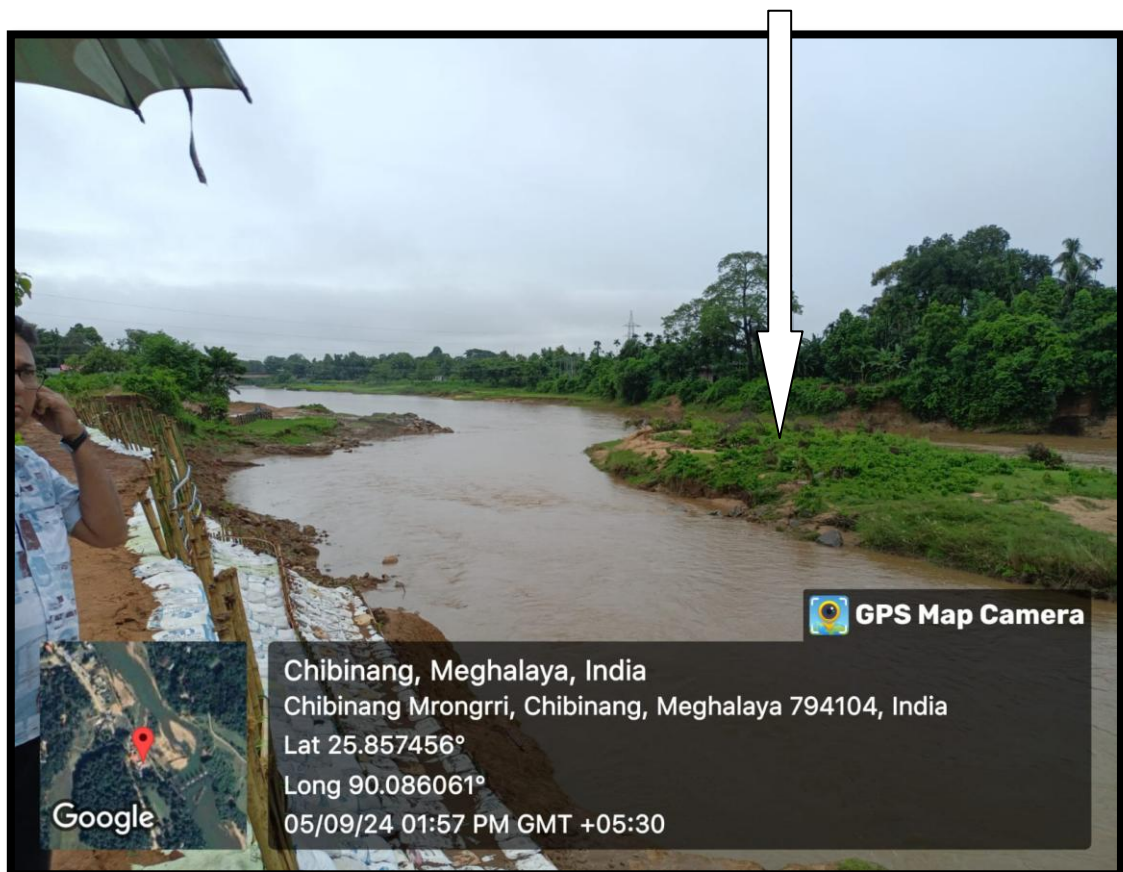 GPS Map Camera
Chibinang, Meghalaya, India
Chibinang Mrongrri, Chibinang, Meghalaya 794104, India
Lat 25.857456°
Long 90.086061°
05/09/24 01:57 PM GMT +05:30
Google